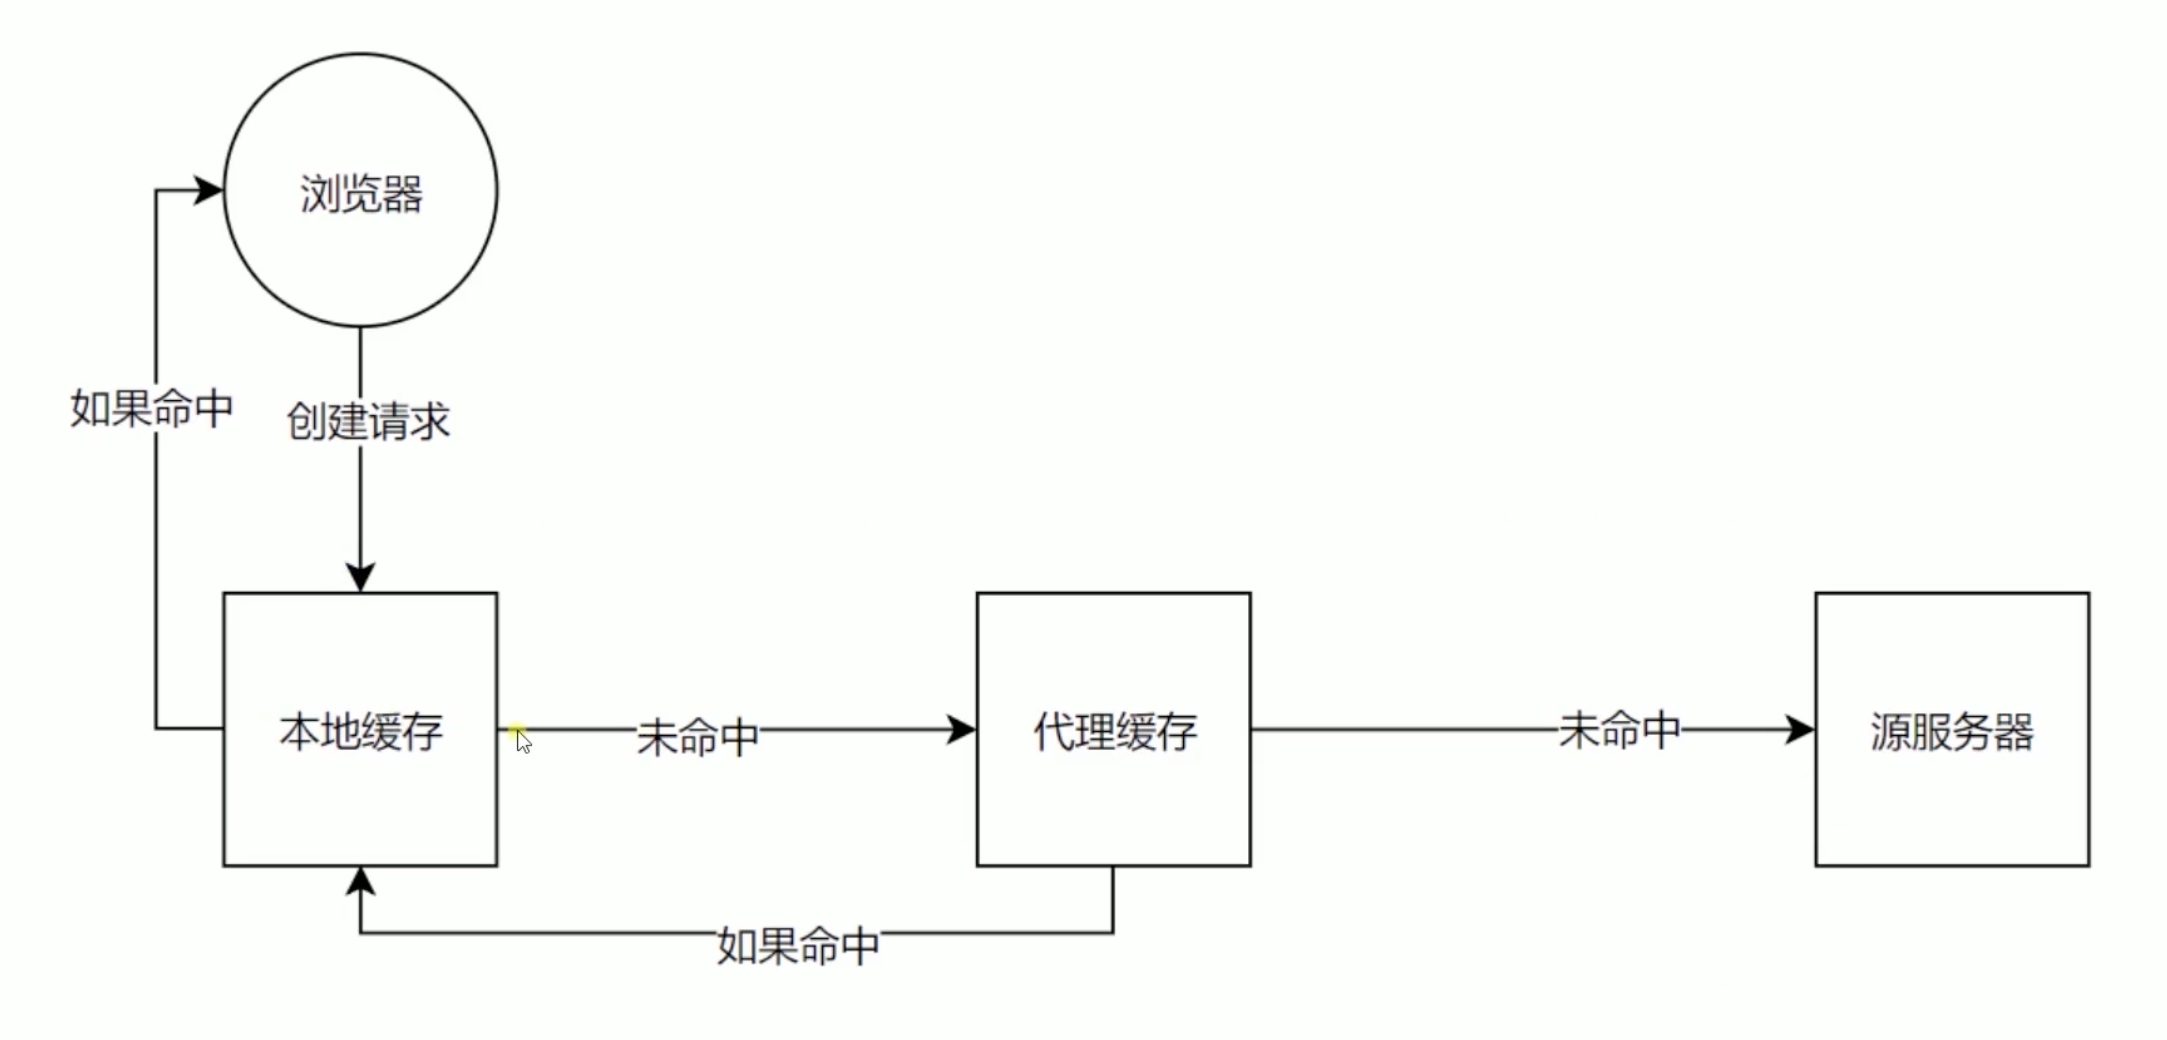 浏览器
如果命中
创建请求
本地缓存
未命中
代理缓存
未命中
源服务器
如果命中